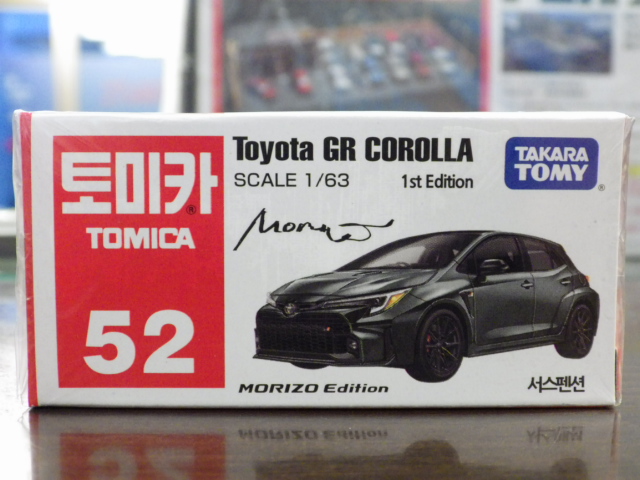 토미카®
TOMICA
52
Toyota GR COROLLA
SCALE 1/63
1st Edition
TAKARA
TOMY®
Morizo
MORIZO Edition
서스펜션